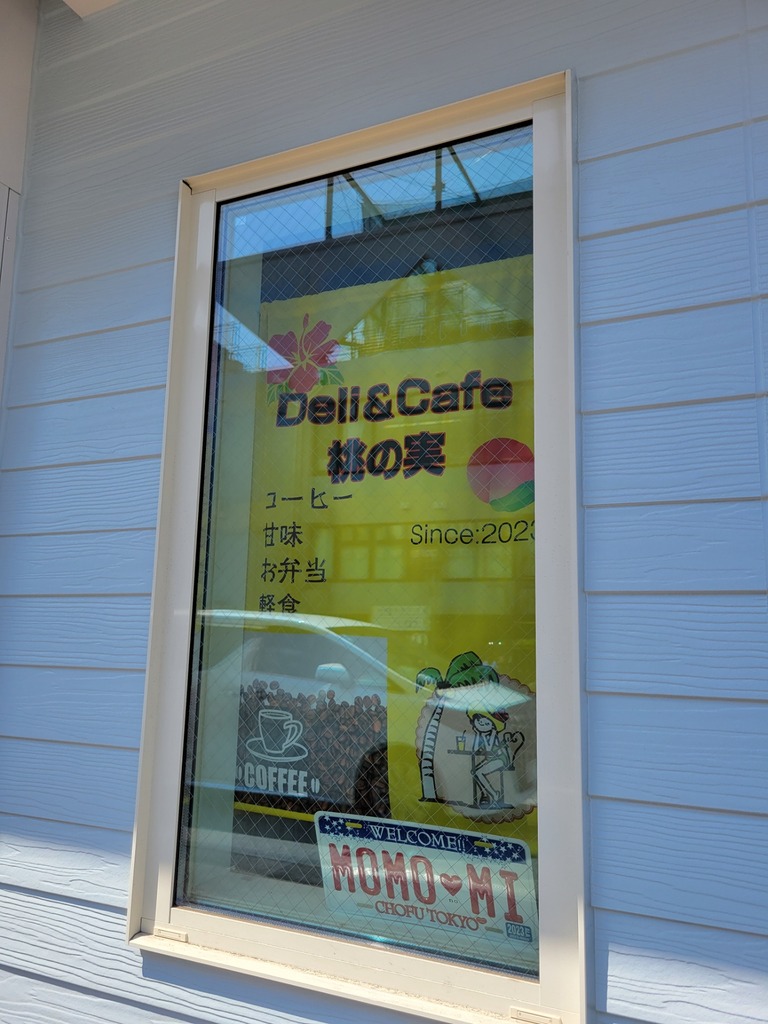 Deli&Cafe
桃の実
コーヒー
甘味
Since:2023
お弁当
軽食
COFFEE
WELCOME!!
MOMO♥MI
CHOFU TOKYO
2023